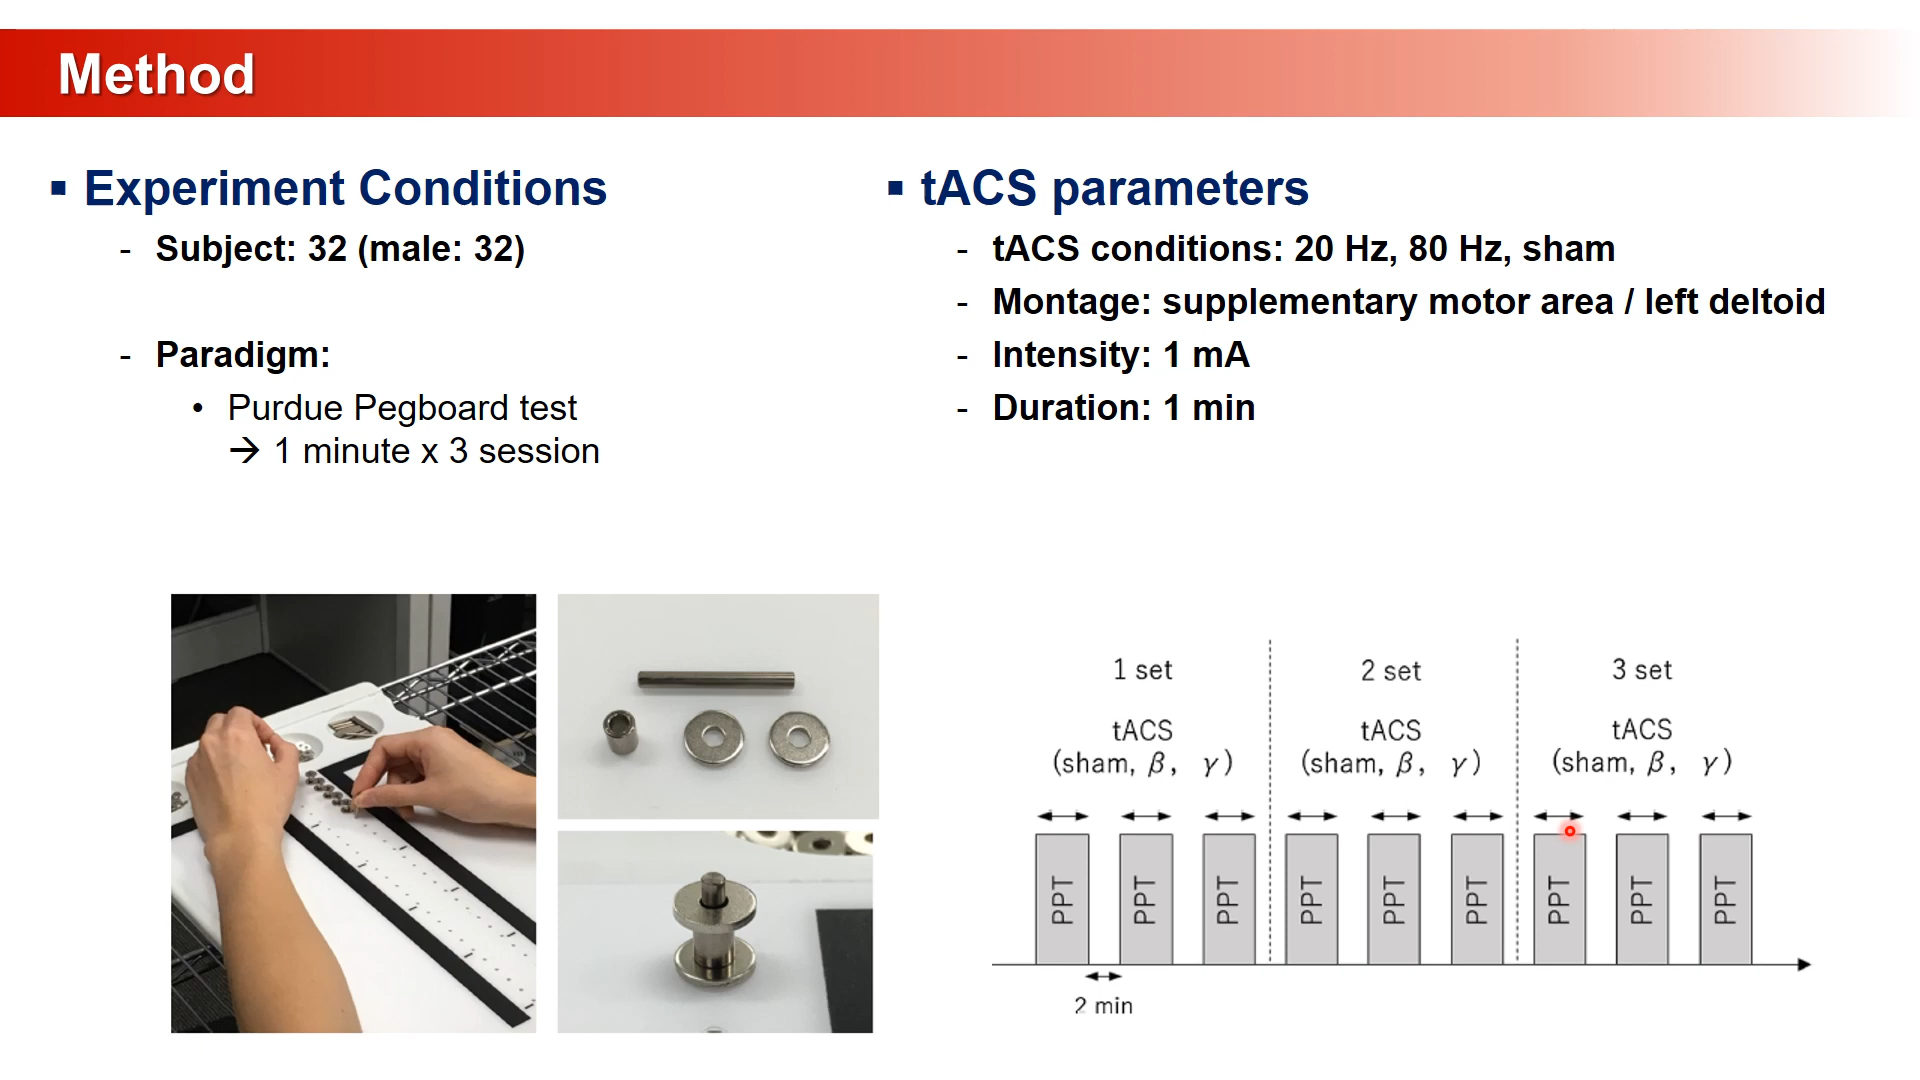 Method
▪ Experiment Conditions
- Subject: 32 (male: 32)
- Paradigm:
• Purdue Pegboard test
→ 1 minute x 3 session
▪ tACS parameters
- tACS conditions: 20 Hz, 80 Hz, sham
- Montage: supplementary motor area / left deltoid
- Intensity: 1 mA
- Duration: 1 min
1 set
tACS
(sham, β, γ)
2 set
tACS
(sham, β, γ)
3 set
tACS
(sham, β, γ)
PPT
PPT
PPT
PPT
PPT
PPT
PPT
PPT
PPT
2 min